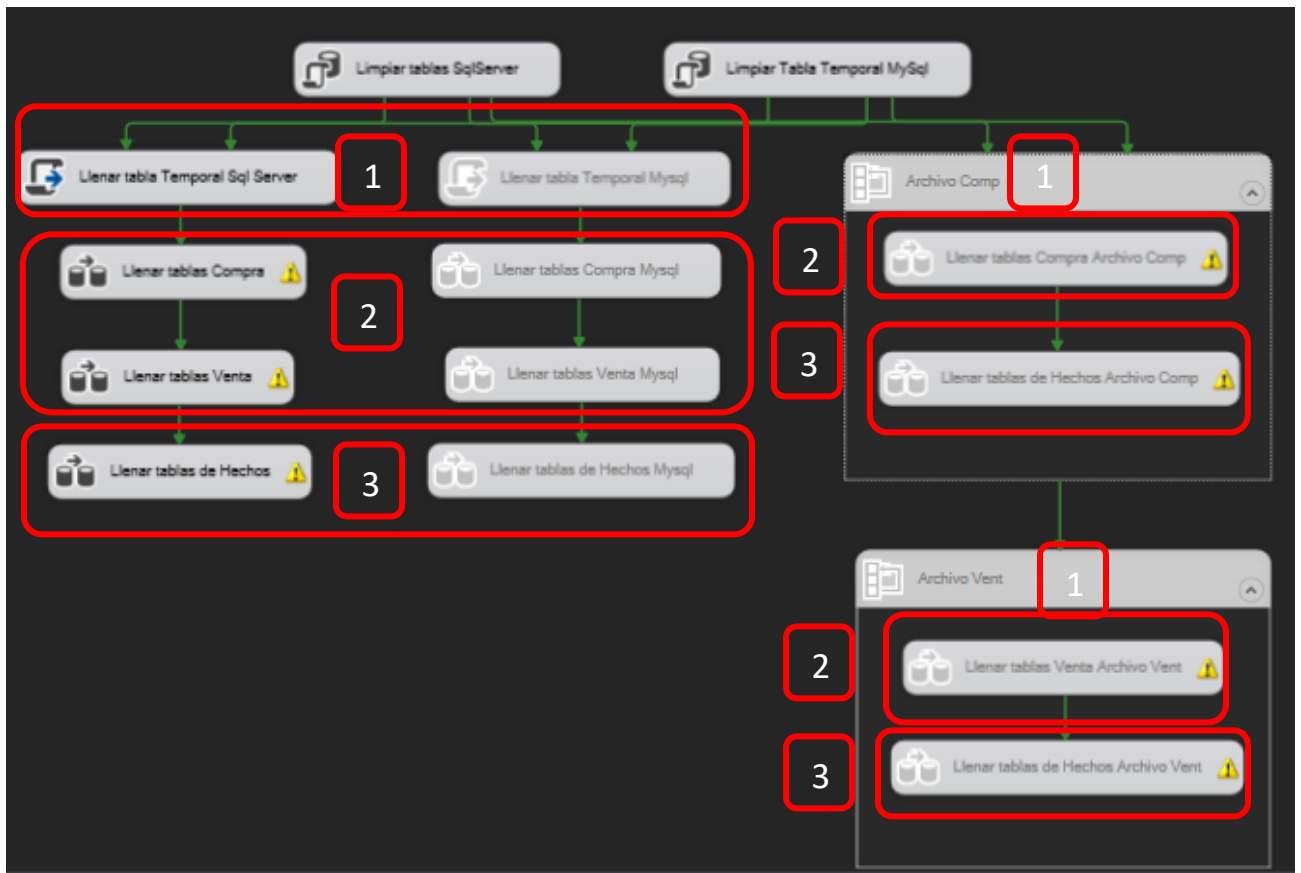 Limpiar tablas SqlServer
Limpiar Tabla Temporal MySql
Llenar tabla Temporal Sql Server
1
Llenar tabla Temporal Mysql
Archivo Comp
1
Llenar tablas Compra
Llenar tablas Compra Mysql
2
Llenar tablas Compra Archivo Comp
2
Llenar tablas Venta
Llenar tablas Venta Mysql
3
Llenar tablas de Hechos Archivo Comp
Llenar tablas de Hechos
3
Llenar tablas de Hechos Mysql
Archivo Vent
1
2
Llenar tablas Venta Archivo Vent
3
Llenar tablas de Hechos Archivo Vent